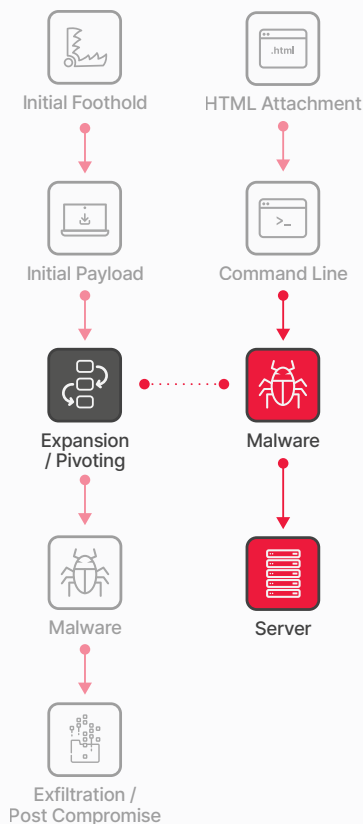 .html
Initial Foothold
HTML Attachment
>_
Initial Payload
Command Line
Expansion
/ Pivoting
Malware
Malware
Server
Exfiltration /
Post Compromise